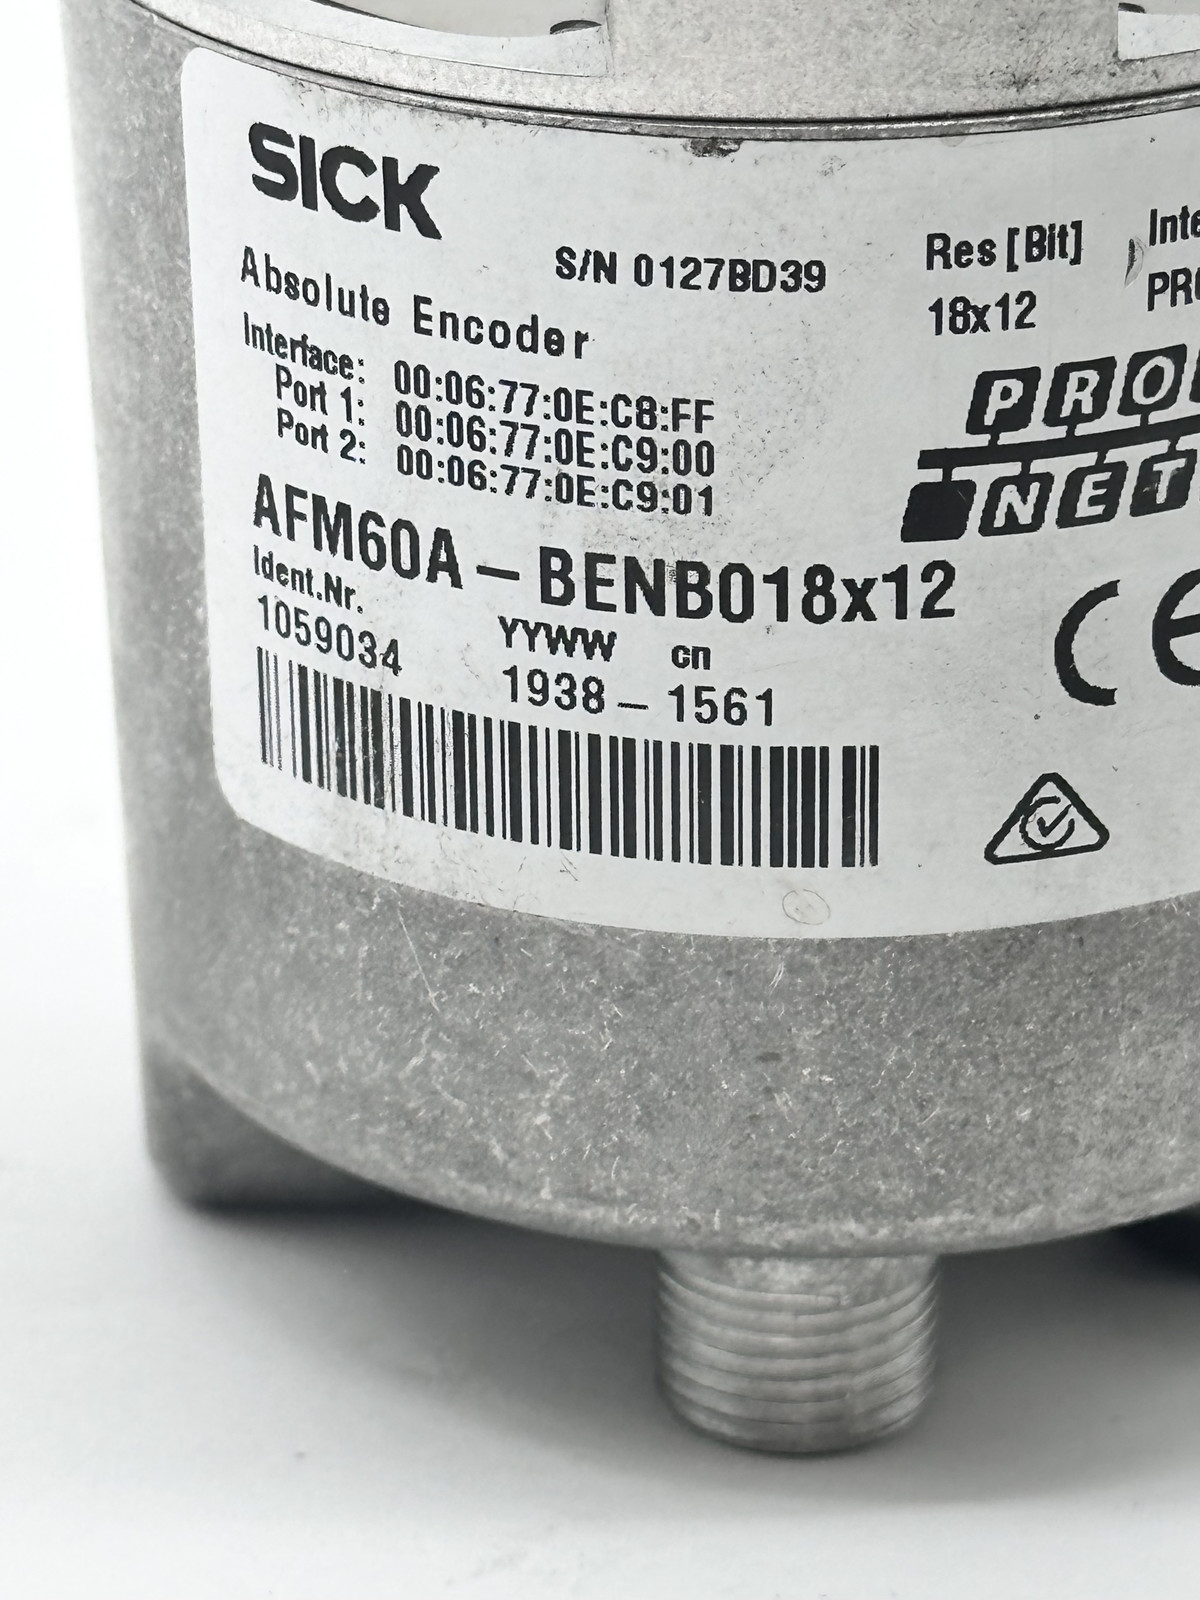 SICK
Absolute Encoder
S/N 0127BD39
Res [Bit]
18x12
Interface: 00:06:77:0E:C8:FF
Port 1: 00:06:77:0E:C9:00
Port 2: 00:06:77:0E:C9:01
NET
AFM60A – BENB018x12
Ident.Nr.
1059034
YYWW cn
1938 – 1561
CE